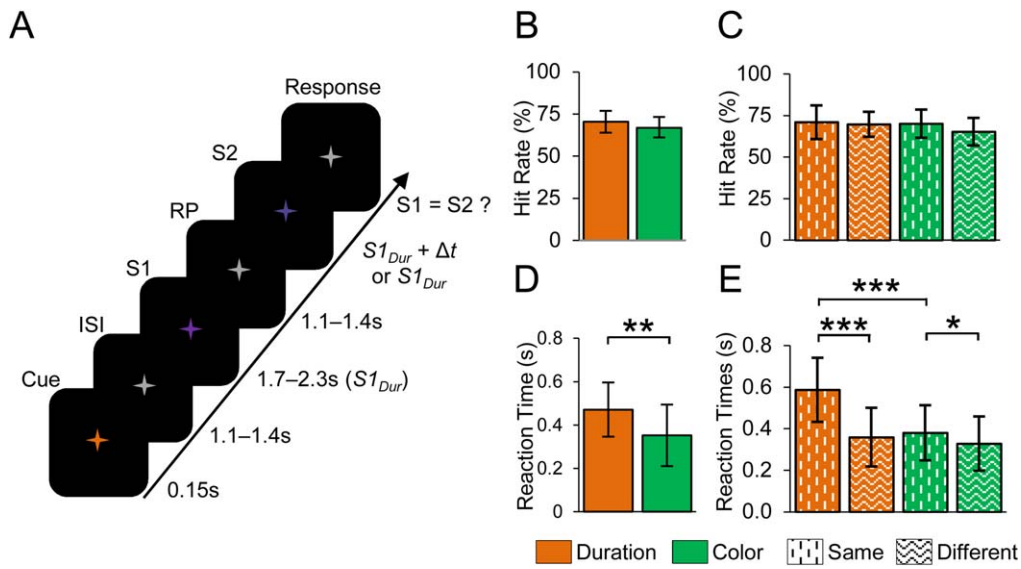 A
Response
S2
RP
S1
ISI
Cue
S1 = S2 ?
S1Dur + Δt
or S1Dur
1.1–1.4s
1.7–2.3s (S1Dur)
1.1–1.4s
0.15s
B
Hit Rate (%)
100
75
50
25
0
C
Hit Rate (%)
100
75
50
25
0
D
Reaction Time (s)
0.8
0.6
0.4
0.2
0
**
E
Reaction Times (s)
0.8
0.6
0.4
0.2
0.0
***
***
*
Duration
Color
Same
Different